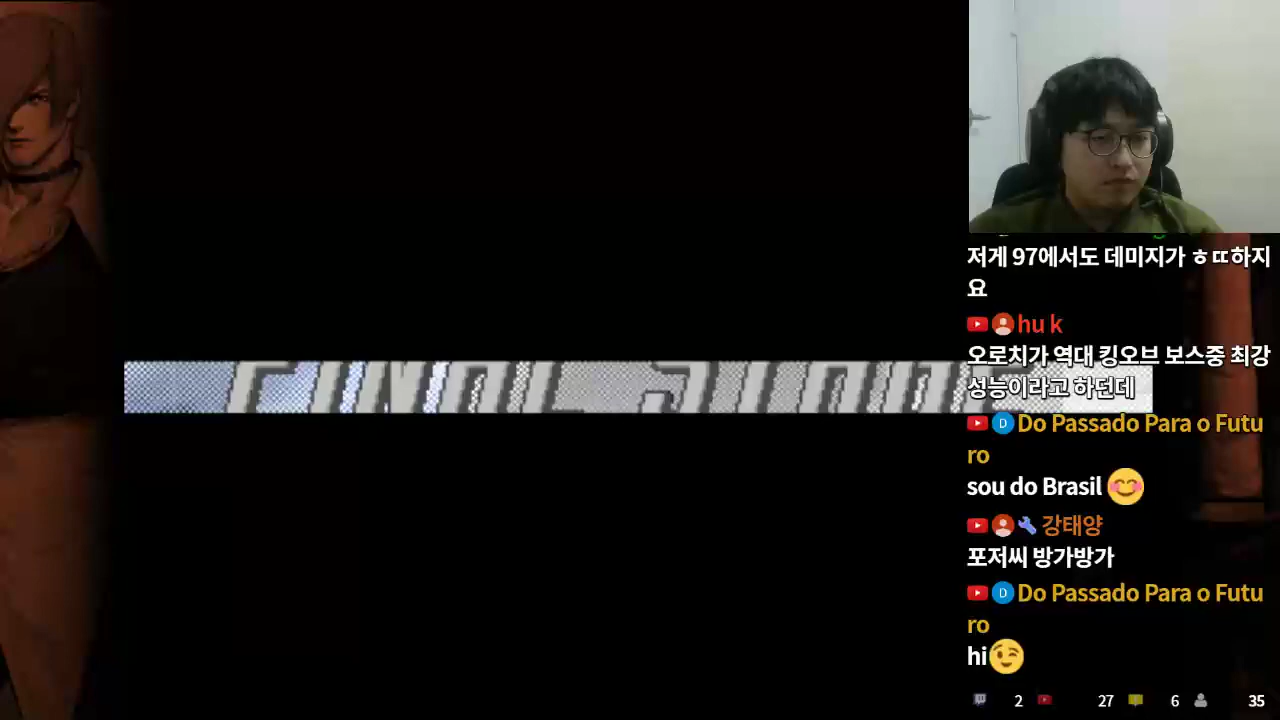 저게 97에서도 데미지가 ㅎㄸ하지
요
hu k
오로치가 역대 킹오브 보스중 최강
성능이라고 하던데
D Do Passado Para o Futu
ro
sou do Brasil 😊
강태양
포저씨 방가방가
D Do Passado Para o Futu
ro
hi😉
2 27 6 35